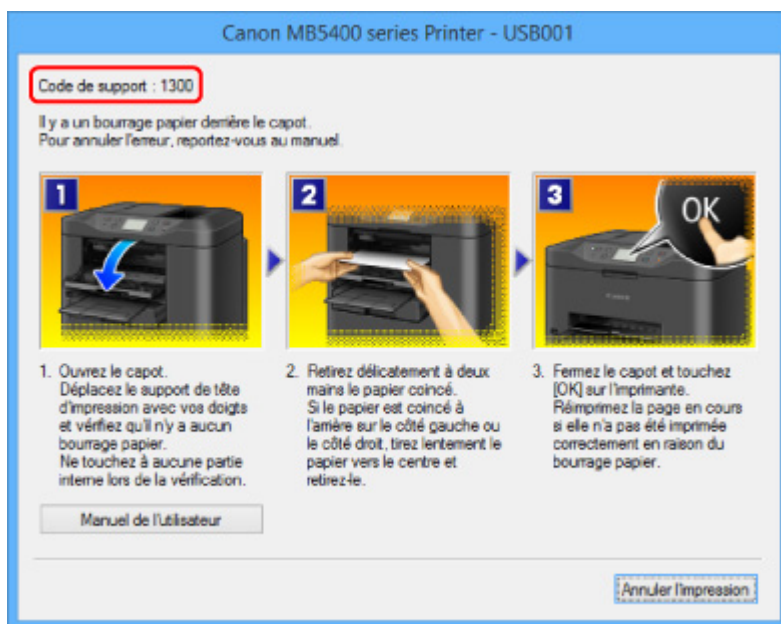 Canon MB5400 series Printer - USB001
Code de support : 1300
Il y a un bourrage papier derrière le capot.
Pour annuler l'erreur, reportez-vous au manuel.
1
2
3
OK
1. Ouvrez le capot.
Déplacez le support de tête
d'impression avec vos doigts
et vérifiez qu'il n'y a aucun
bourrage papier.
Ne touchez à aucune partie
interne lors de la vérification.
2. Retirez délicatement à deux
mains le papier coincé.
Si le papier est coincé à
l'arrière sur le côté gauche ou
le côté droit, tirez lentement le
papier vers le centre et
retirez-le.
3. Fermez le capot et touchez
[OK] sur l'imprimante.
Réimprimez la page en cours
si elle n'a pas été imprimée
correctement en raison du
bourrage papier.
Manuel de l'utilisateur
Annuler l'impression